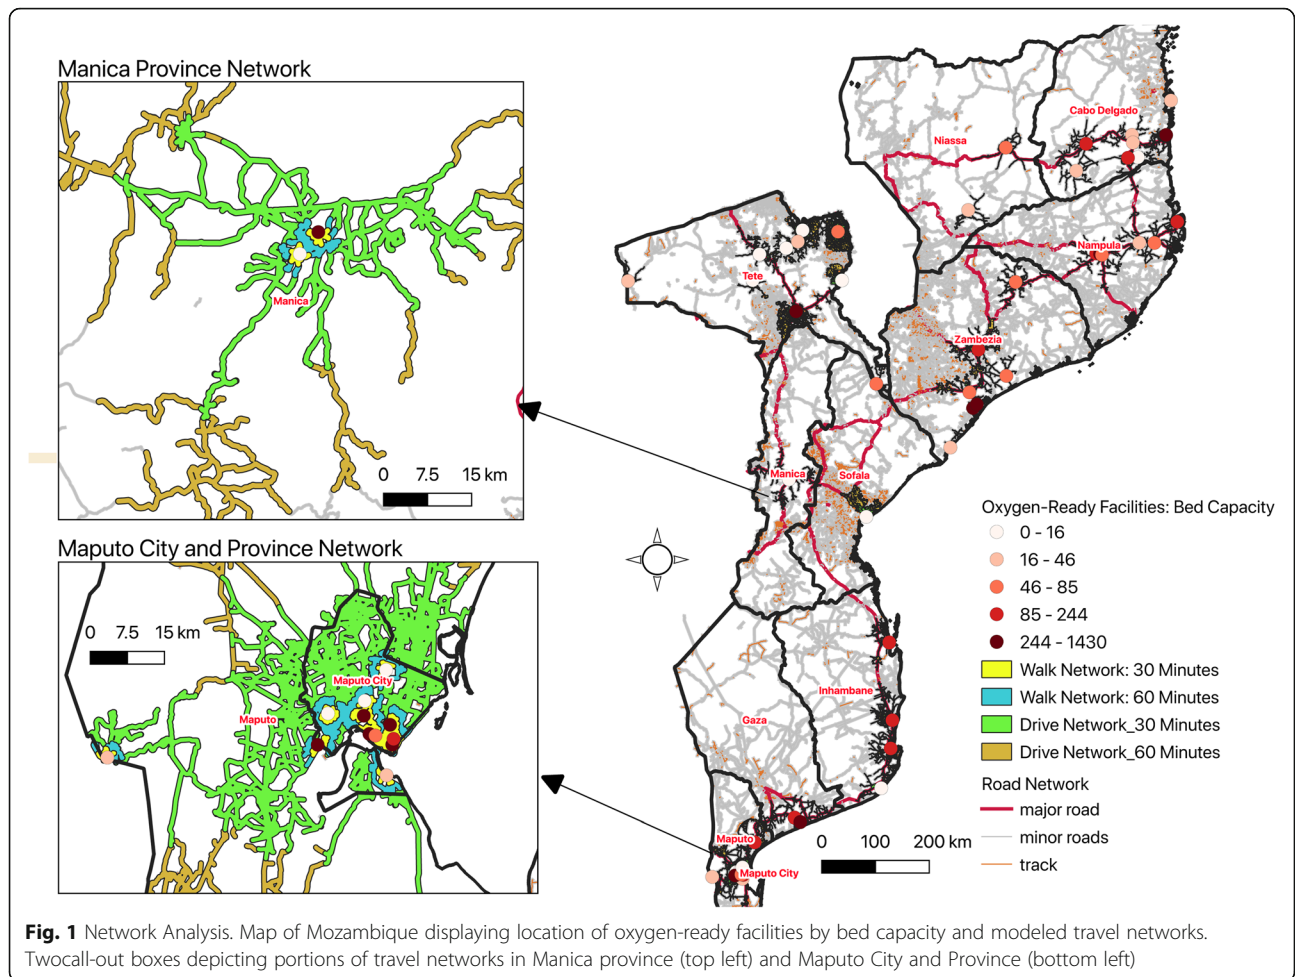 Manica Province Network
Manica
0 7.5 15 km
Maputo City and Province Network
0 7.5 15 km
Maputo City
Maputo
Cabo Delgado
Niassa
Nampula
Tete
Zambezia
Manica
Sofala
Inhambane
Gaza
Maputo
Maputo City
0 100 200 km
Oxygen-Ready Facilities: Bed Capacity
0 - 16
16 - 46
46 - 85
85 - 244
244 - 1430
Walk Network: 30 Minutes
Walk Network: 60 Minutes
Drive Network_30 Minutes
Drive Network_60 Minutes
Road Network
major road
minor roads
track
Fig. 1 Network Analysis. Map of Mozambique displaying location of oxygen-ready facilities by bed capacity and modeled travel networks.
Twocall-out boxes depicting portions of travel networks in Manica province (top left) and Maputo City and Province (bottom left)